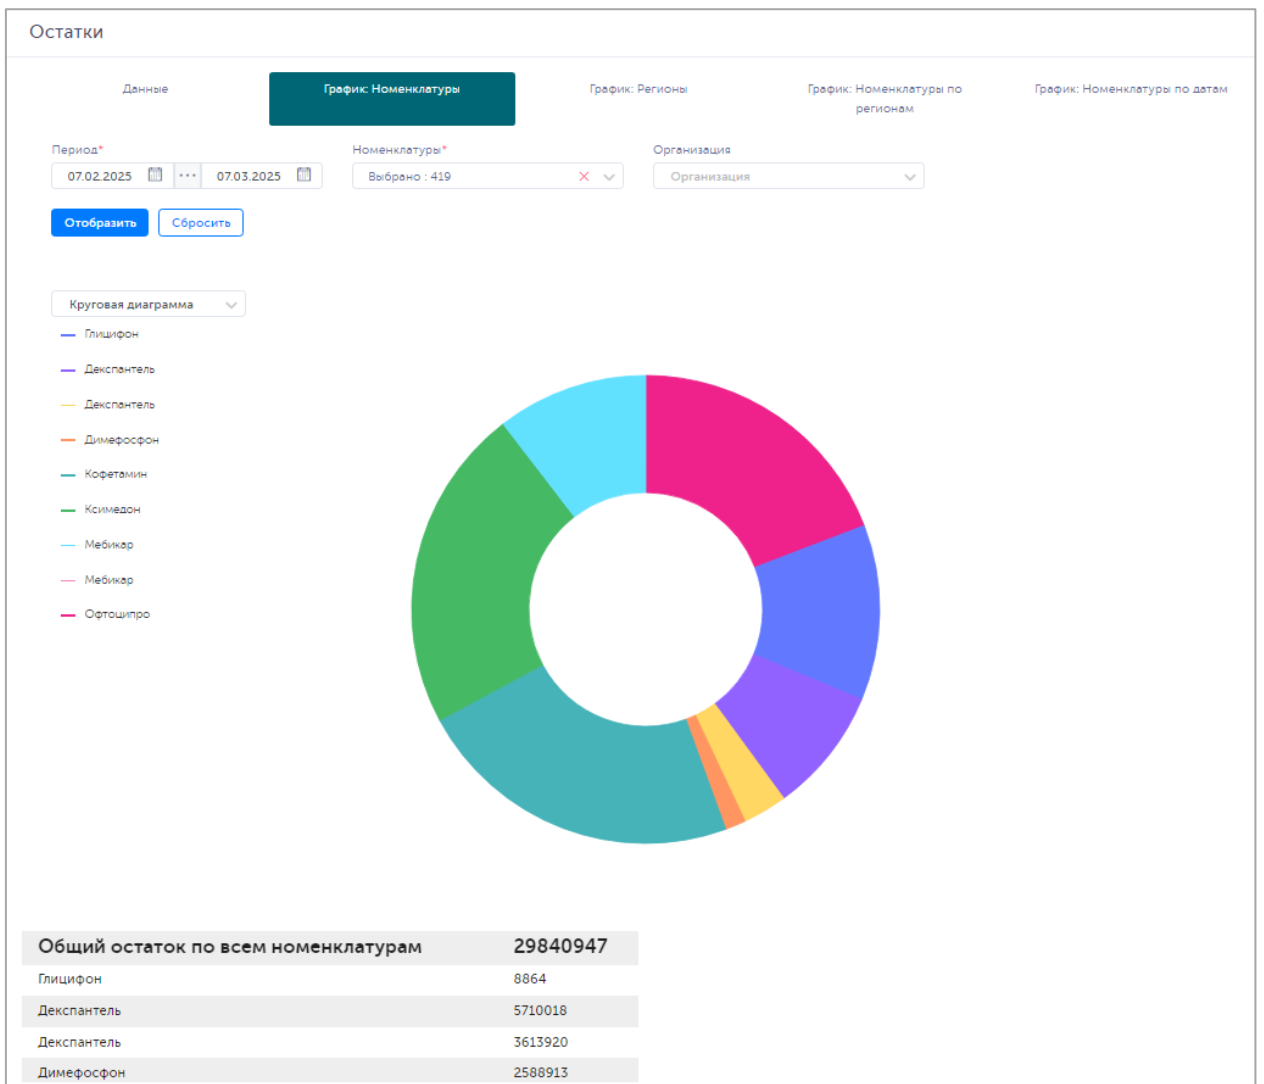 Остатки
Данные
График: Номенклатуры
График: Регионы
График: Номенклатуры по
регионам
График: Номенклатуры по датам
Период*
Номенклатуры*
Организация
07.02.2025 ••• 07.03.2025
Выбрано : 419
Организация
Отобразить
Сбросить
Круговая диаграмма
Глицифон
Декспантель
Декспантель
Димефосфон
Кофетамин
Ксимедон
Мебикар
Мебикар
Офтоципро
Общий остаток по всем номенклатурам 29840947
Глицифон 8864
Декспантель 5710018
Декспантель 3613920
Димефосфон 2588913